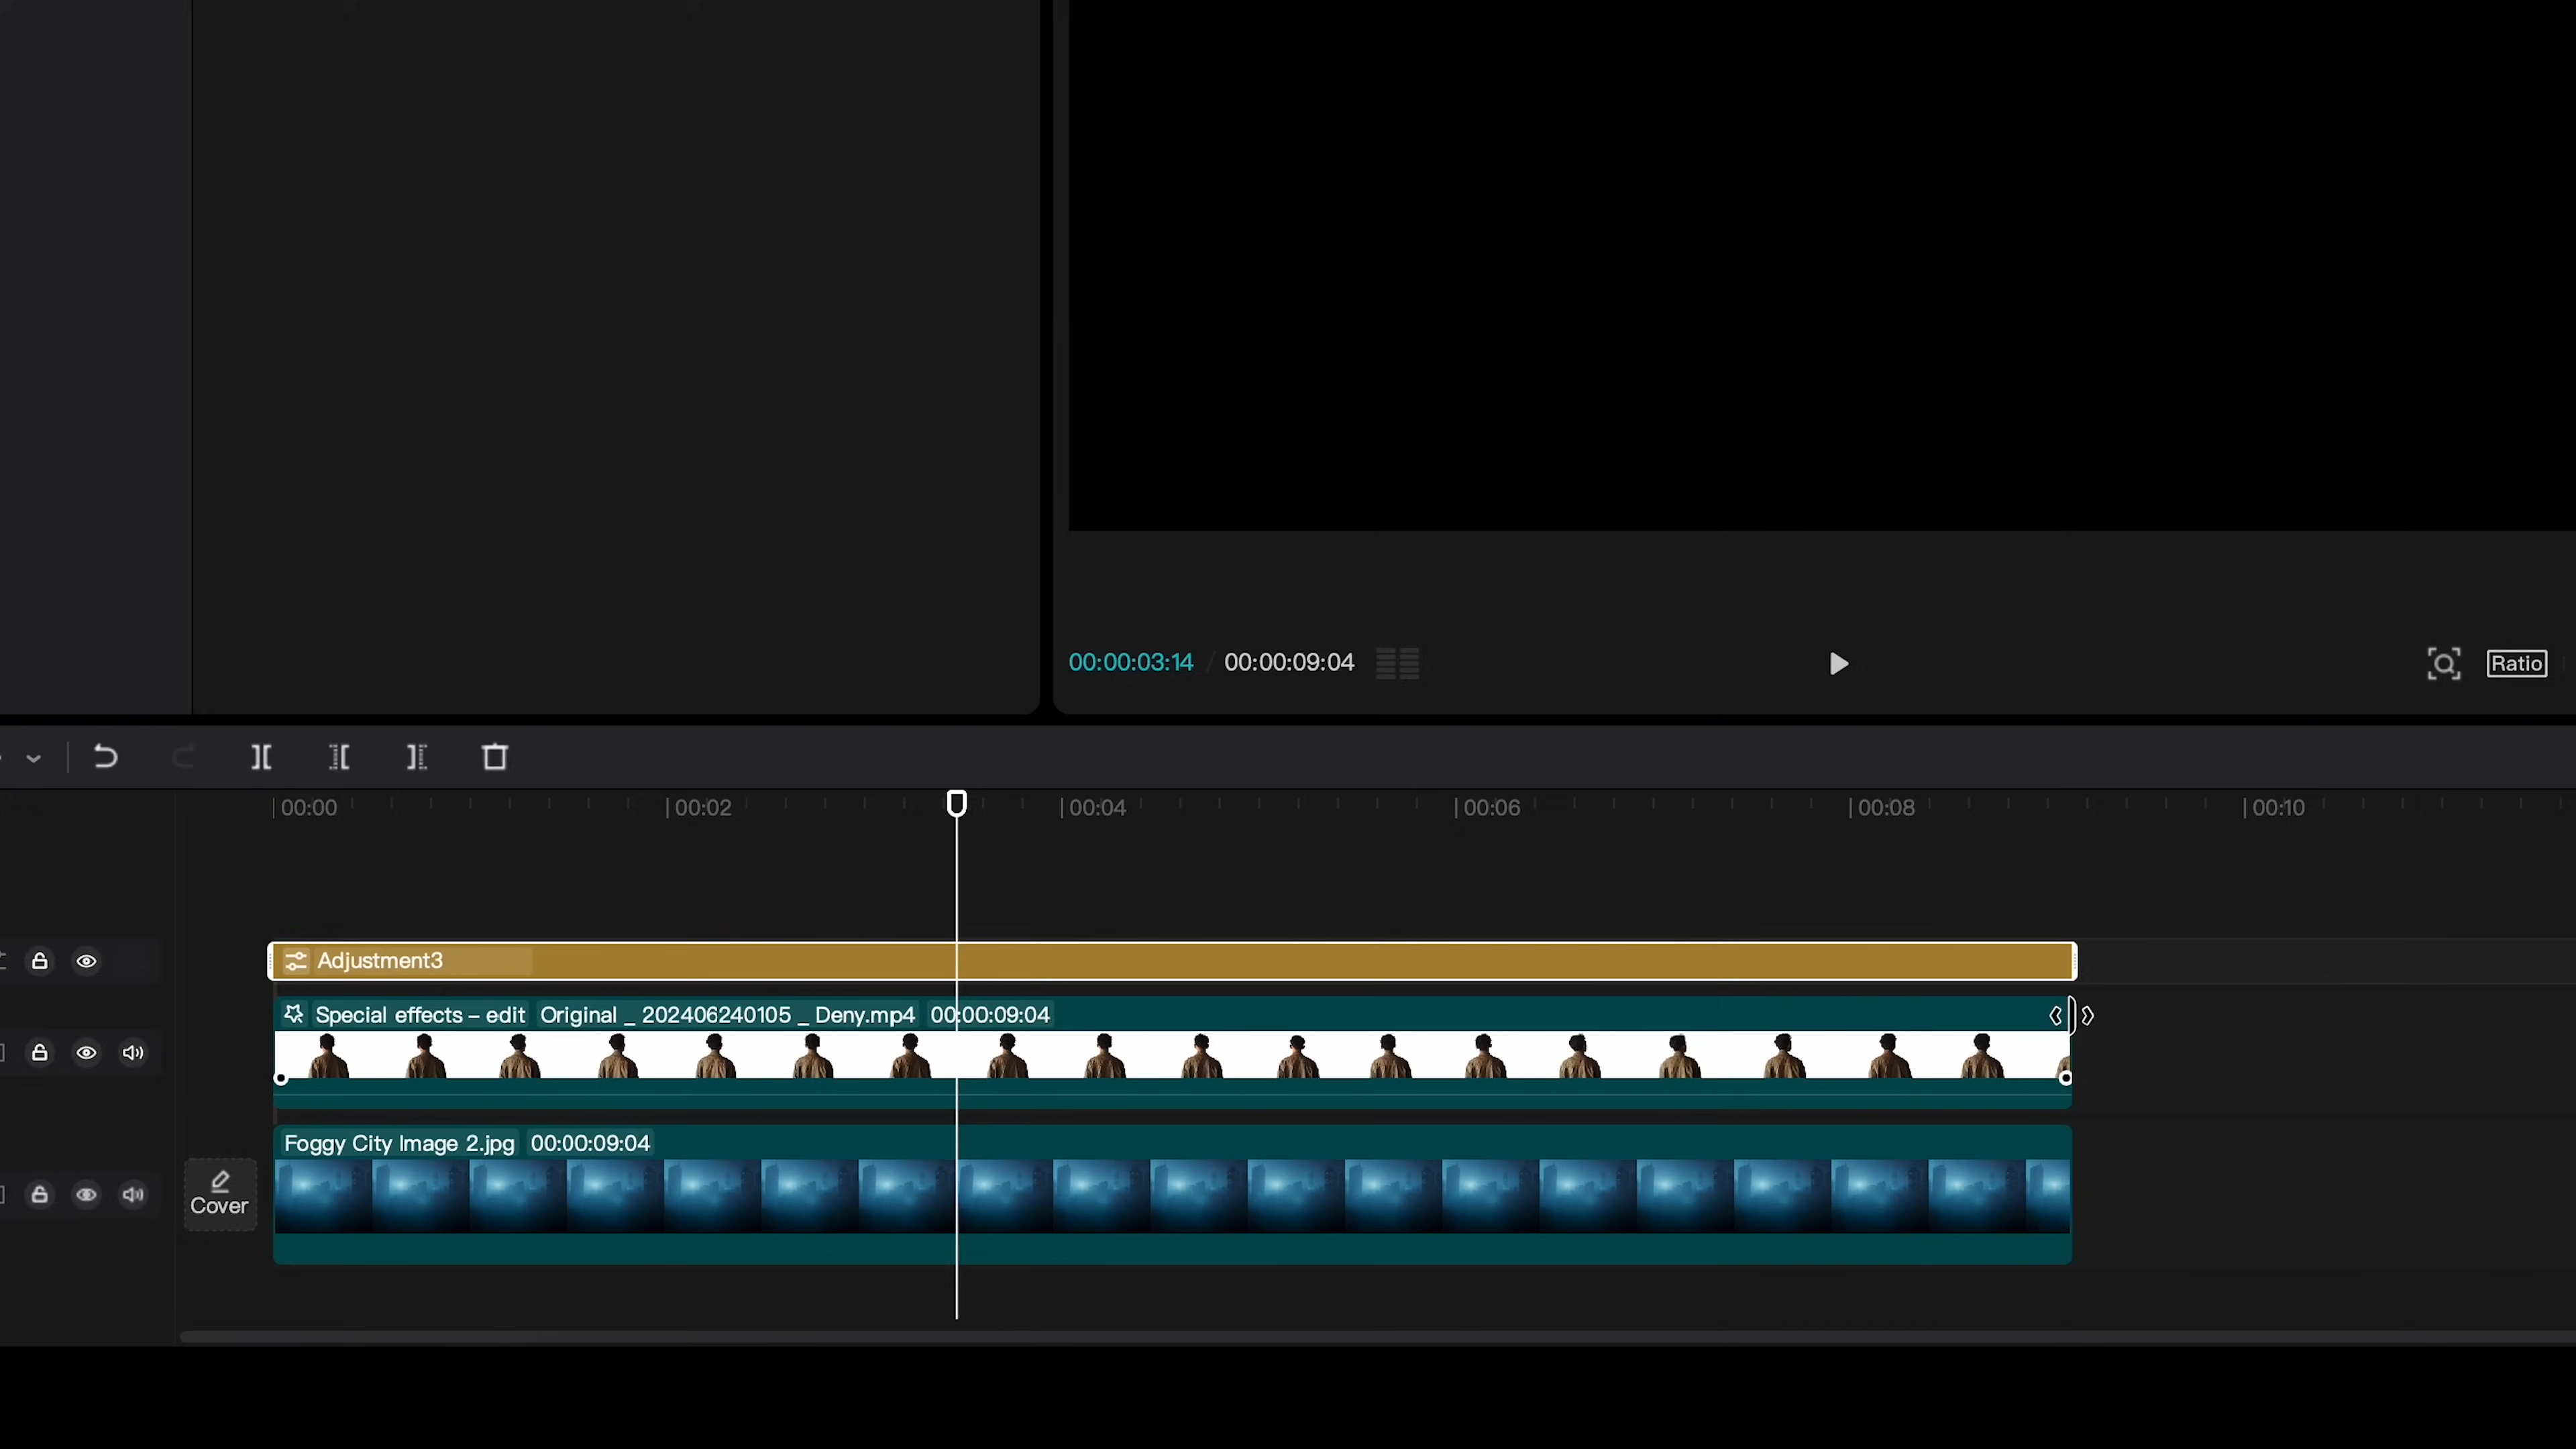 00:00:03:14 / 00:00:09:04
Ratio
00:00 00:02 00:04 00:06 00:08 00:10
Adjustment3
Special effects – edit Original _ 202406240105 _ Deny.mp4 00:00:09:04
Foggy City Image 2.jpg 00:00:09:04
Cover